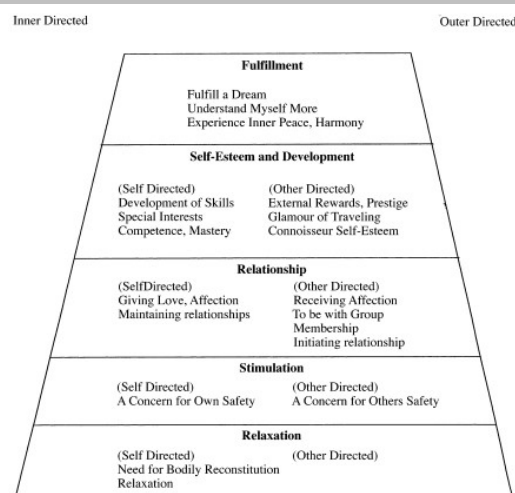 Inner Directed Outer Directed
Fulfillment
Fulfill a Dream
Understand Myself More
Experience Inner Peace, Harmony
Self-Esteem and Development
(Self Directed) (Other Directed)
Development of Skills External Rewards, Prestige
Special Interests Glamour of Traveling
Competence, Mastery Connoisseur Self-Esteem
Relationship
(SelfDirected) (Other Directed)
Giving Love, Affection Receiving Affection
Maintaining relationships To be with Group
Membership
Initiating relationship
Stimulation
(Self Directed) (Other Directed)
A Concern for Own Safety A Concern for Others Safety
Relaxation
(Self Directed) (Other Directed)
Need for Bodily Reconstitution
Relaxation